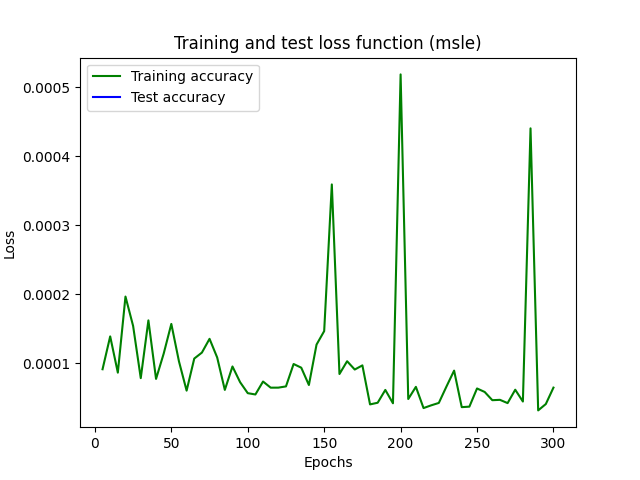 Training and test loss function (msle)
Training accuracy
Test accuracy
0.0005
0.0004
0.0003
0.0002
0.0001
Loss
0 50 100 150 200 250 300
Epochs